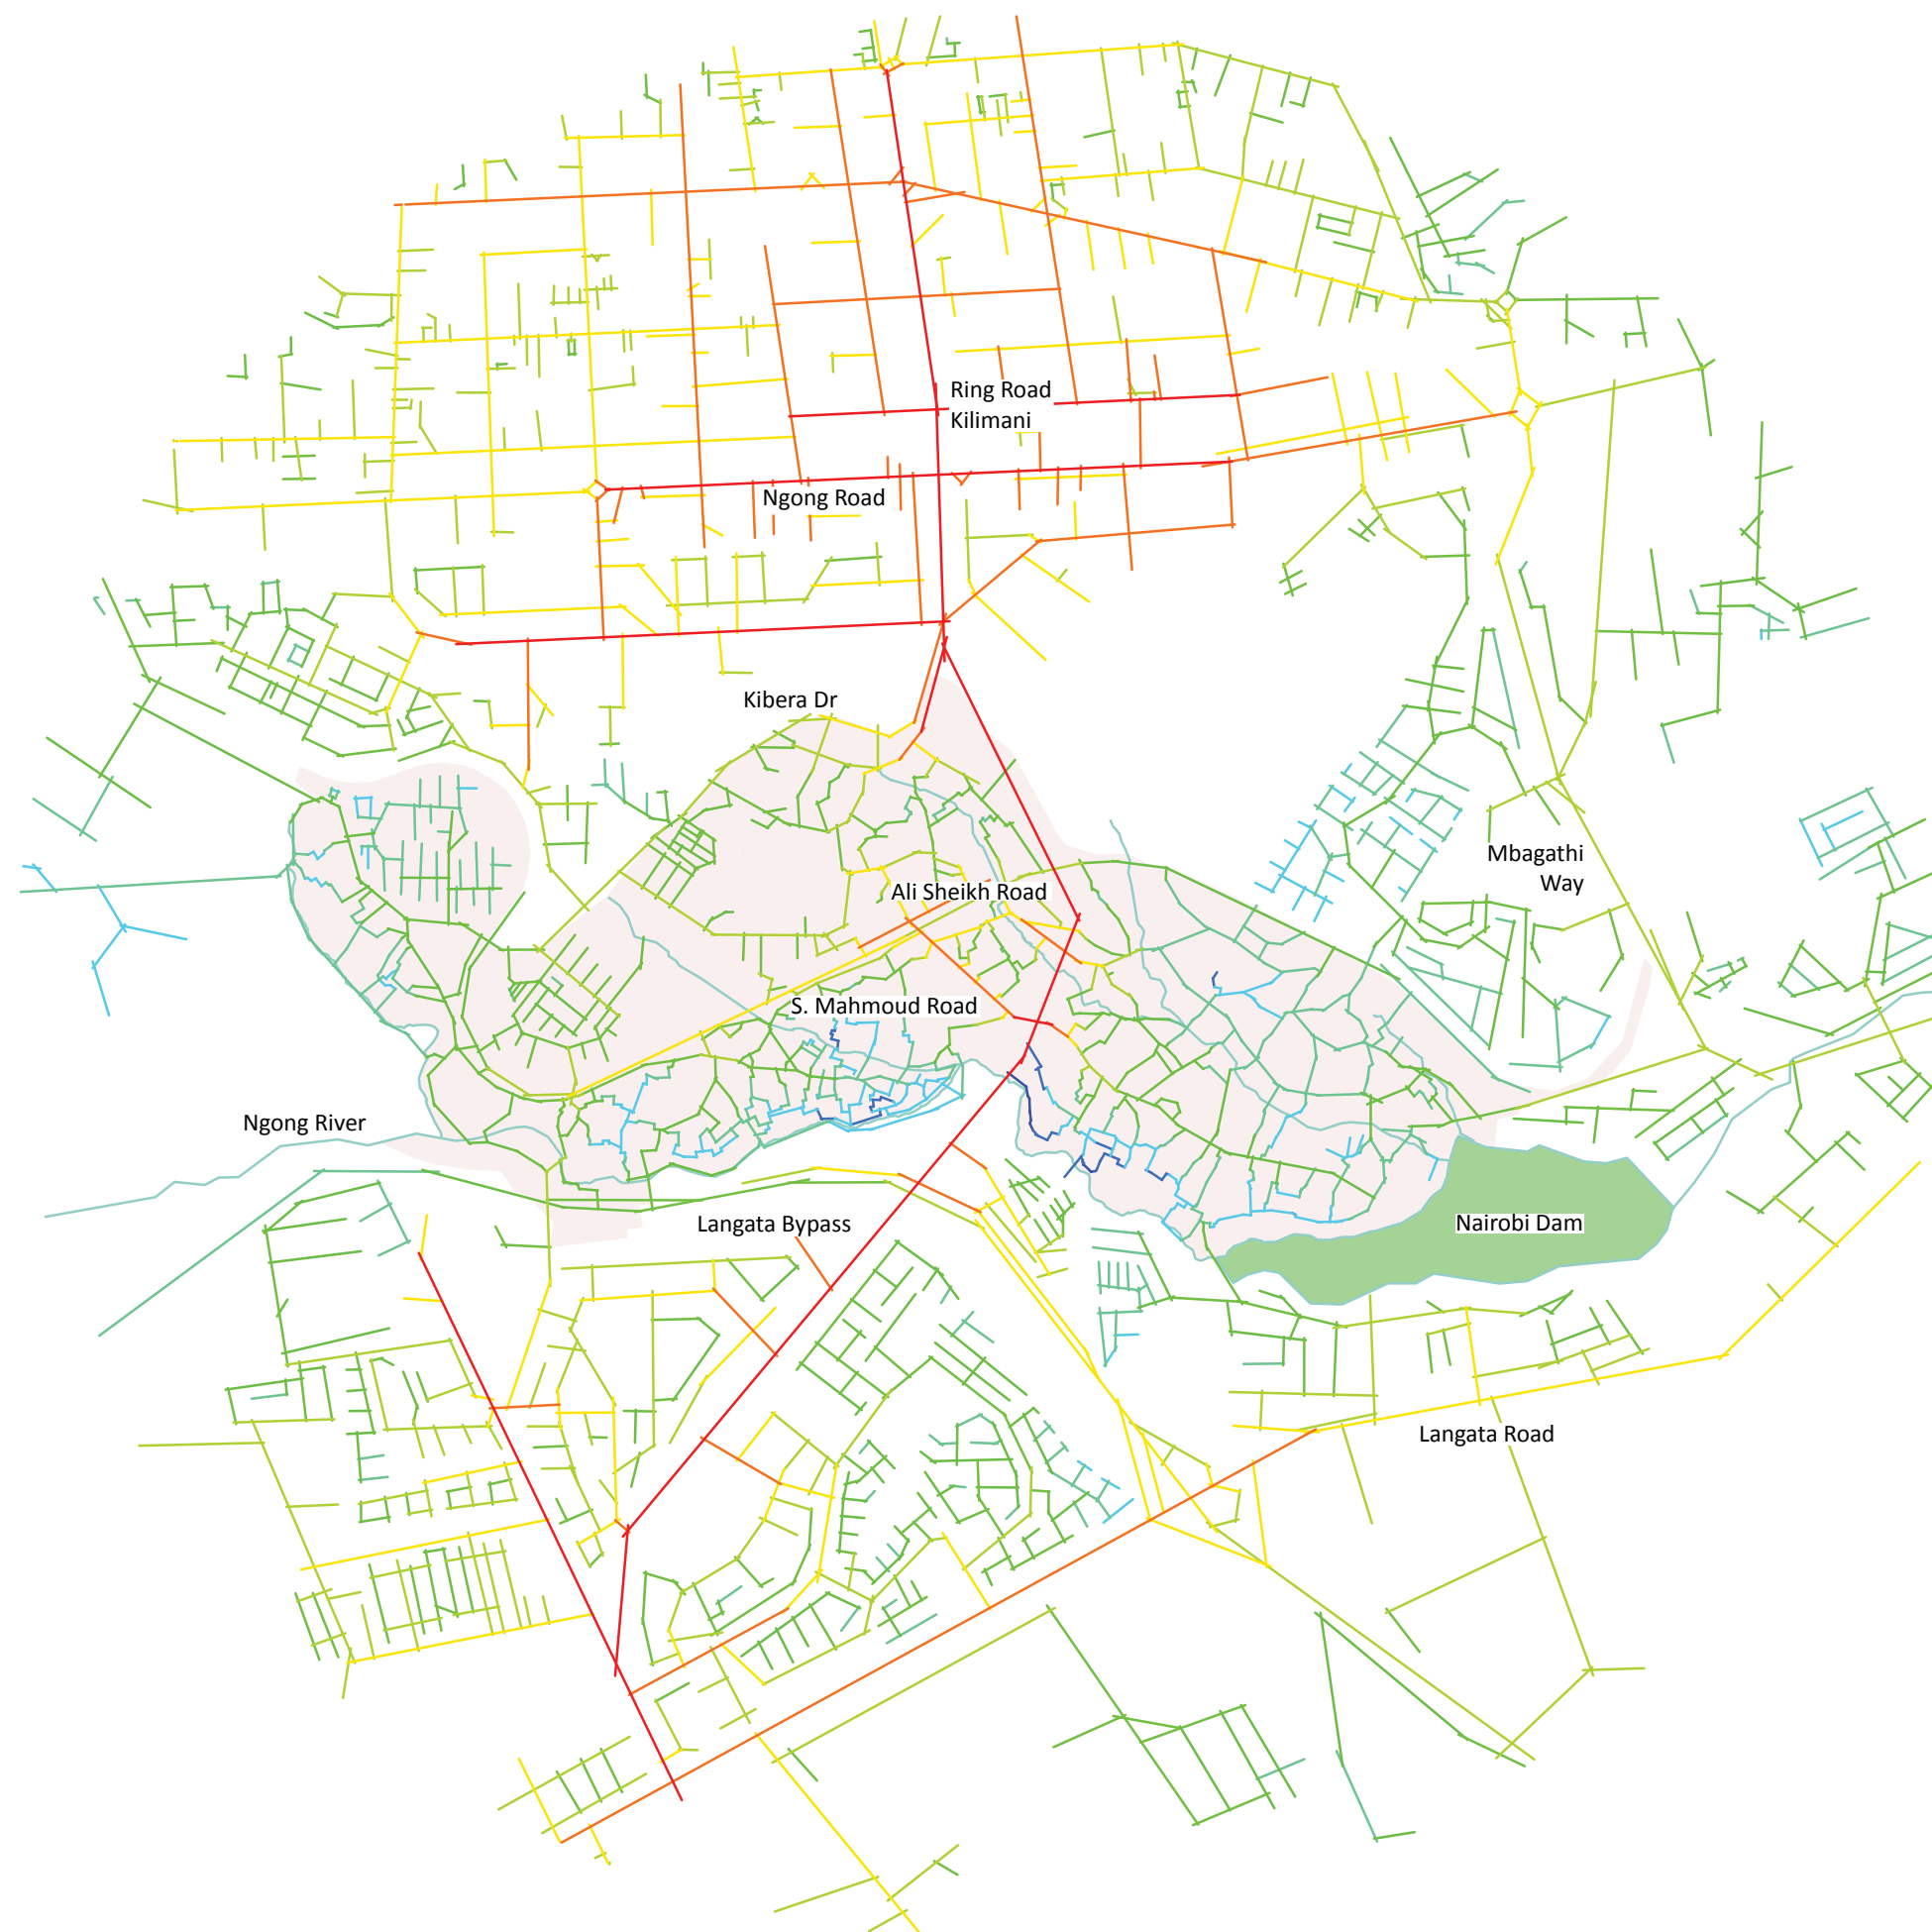 Ring Road
Kilimani
Ngong Road
Kibera Dr
Mbagathi
Way
Ali Sheikh Road
S. Mahmoud Road
Ngong River
Langata Bypass
Nairobi Dam
Langata Road